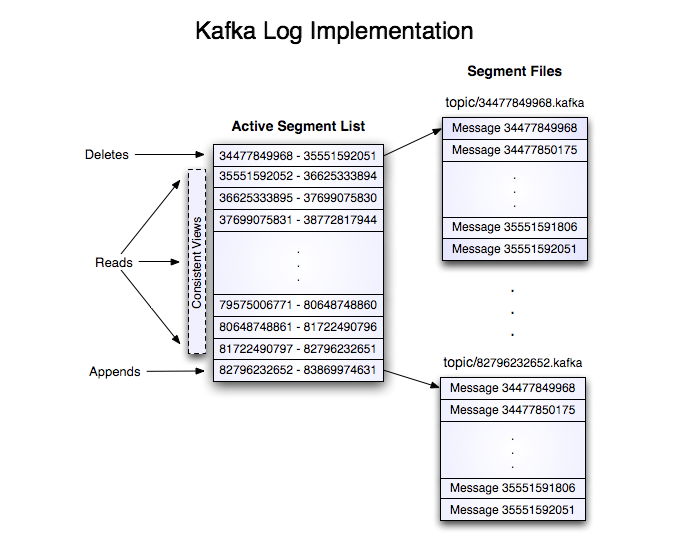 Kafka Log Implementation
Segment Files
topic/34477849968.kafka
Message 34477849968
Message 34477850175
.
.
.
Message 35551591806
Message 35551592051
Active Segment List
34477849968 - 35551592051
35551592052 - 36625333894
36625333895 - 37699075830
37699075831 - 38772817944
.
.
.
79575006771 - 80648748860
80648748861 - 81722490796
81722490797 - 82796232651
82796232652 - 83869974631
Deletes
Reads
Appends
Consistent Views
.
.
.
topic/82796232652.kafka
Message 34477849968
Message 34477850175
.
.
.
Message 35551591806
Message 35551592051